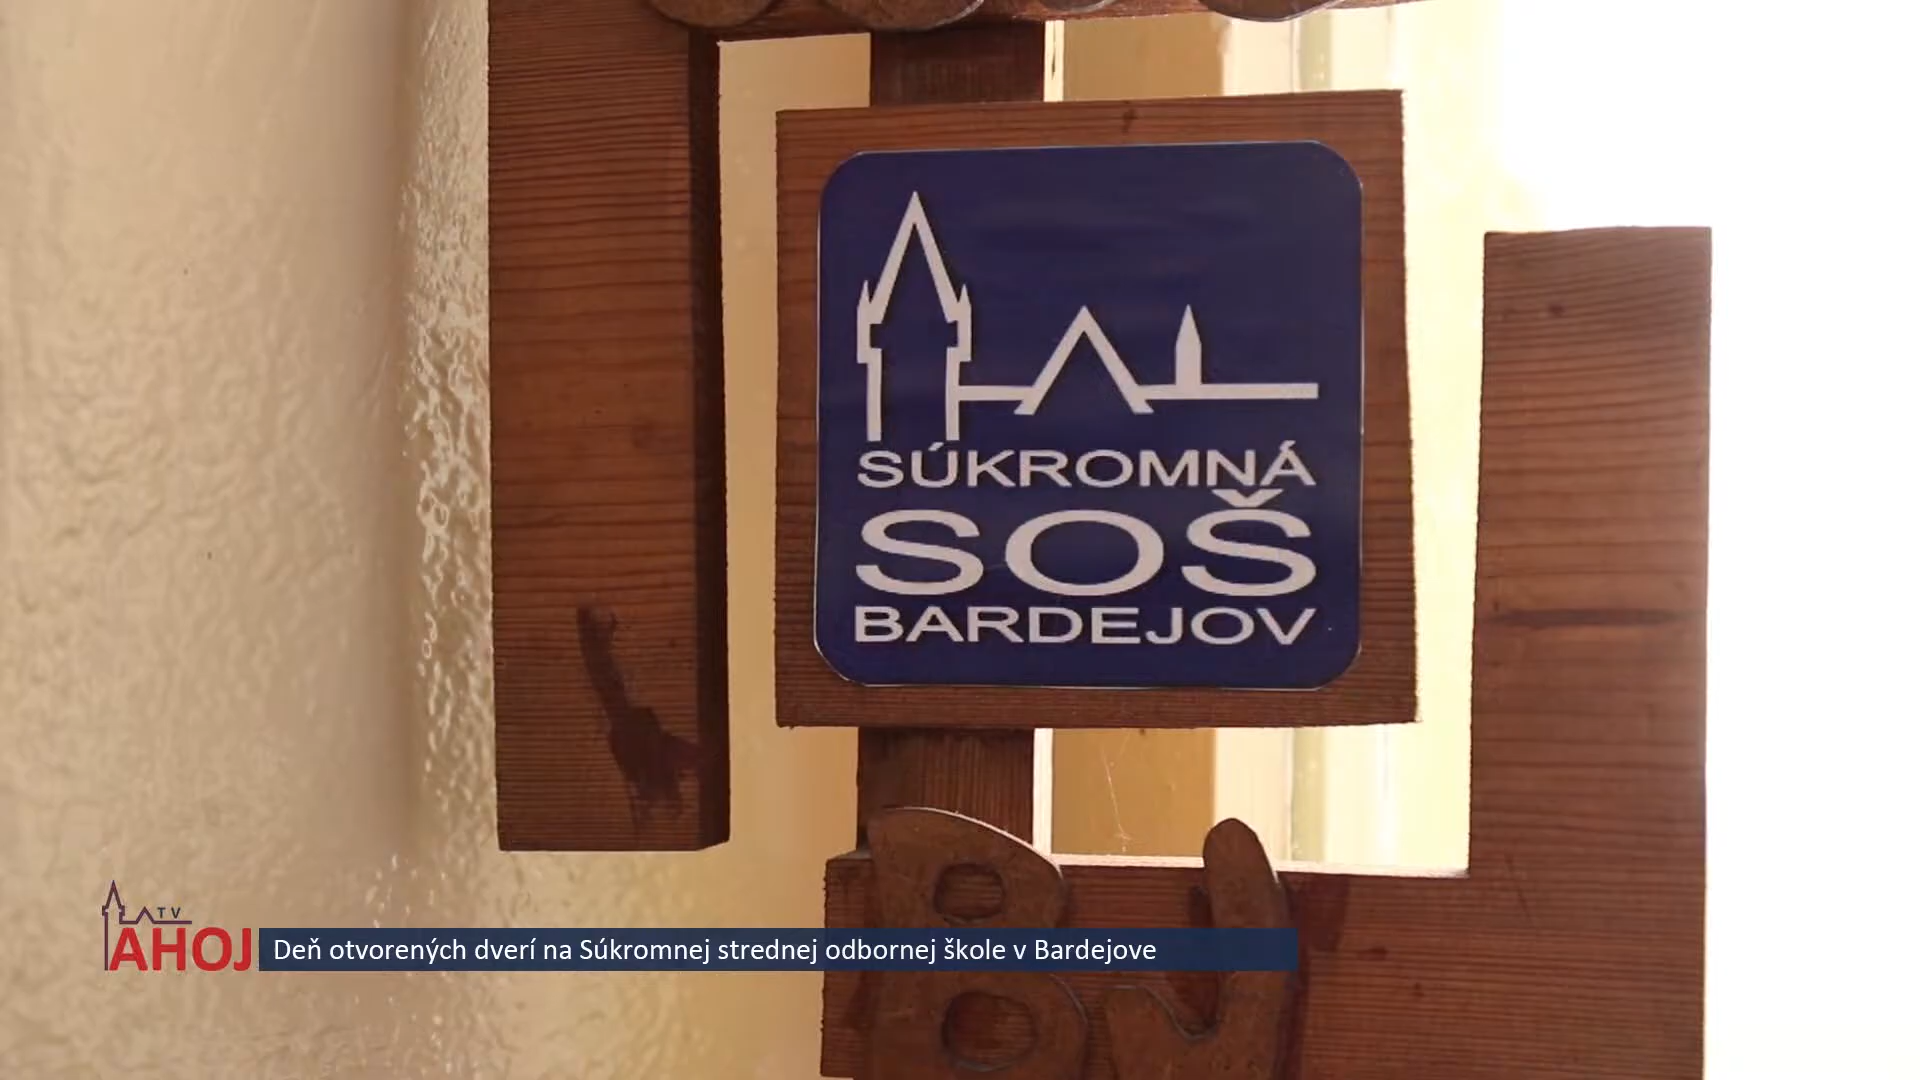 SÚKROMNÁ
SOŠ
BARDEJOV
TV
AHOJ
Deň otvorených dverí na Súkromnej strednej odbornej škole v Bardejove